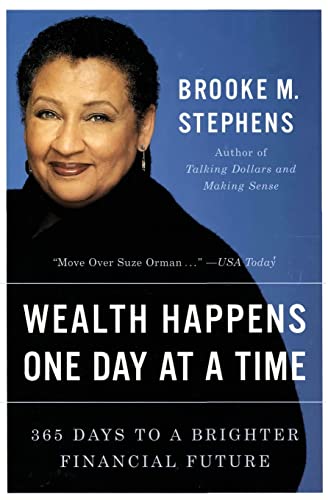 BROOKE M.
STEPHENS
Author of
Talking Dollars and
Making Sense
“Move Over Suze Orman...” —USA Today
WEALTH HAPPENS
ONE DAY AT A TIME
365 DAYS TO A BRIGHTER
FINANCIAL FUTURE